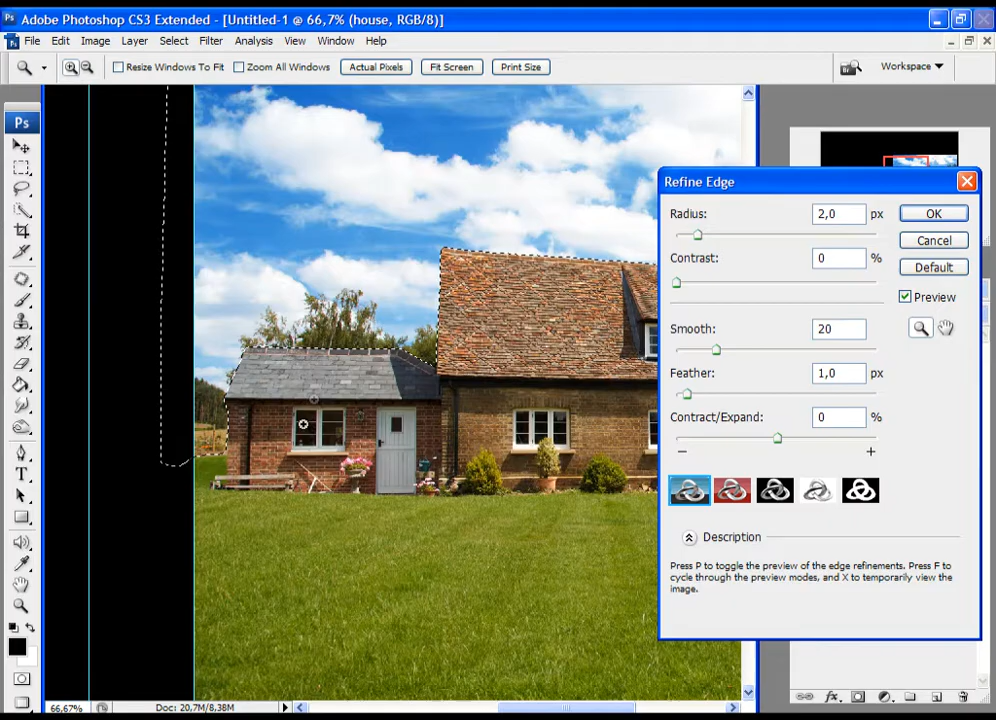 Adobe Photoshop CS3 Extended - [Untitled-1 @ 66,7% (house, RGB/8)]
File Edit Image Layer Select Filter Analysis View Window Help
Resize Windows To Fit Zoom All Windows Actual Pixels Fit Screen Print Size Workspace
Ps
Refine Edge
Radius: 2,0 px OK
Cancel
Contrast: 0 %
Default
Preview
Smooth: 20
Feather: 1,0 px
Contract/Expand: 0 %
Description
Press P to toggle the preview of the edge refinements. Press F to
cycle through the preview modes, and X to temporarily view the
image.
T
66,67% Doc: 20,7M/8,38M fx